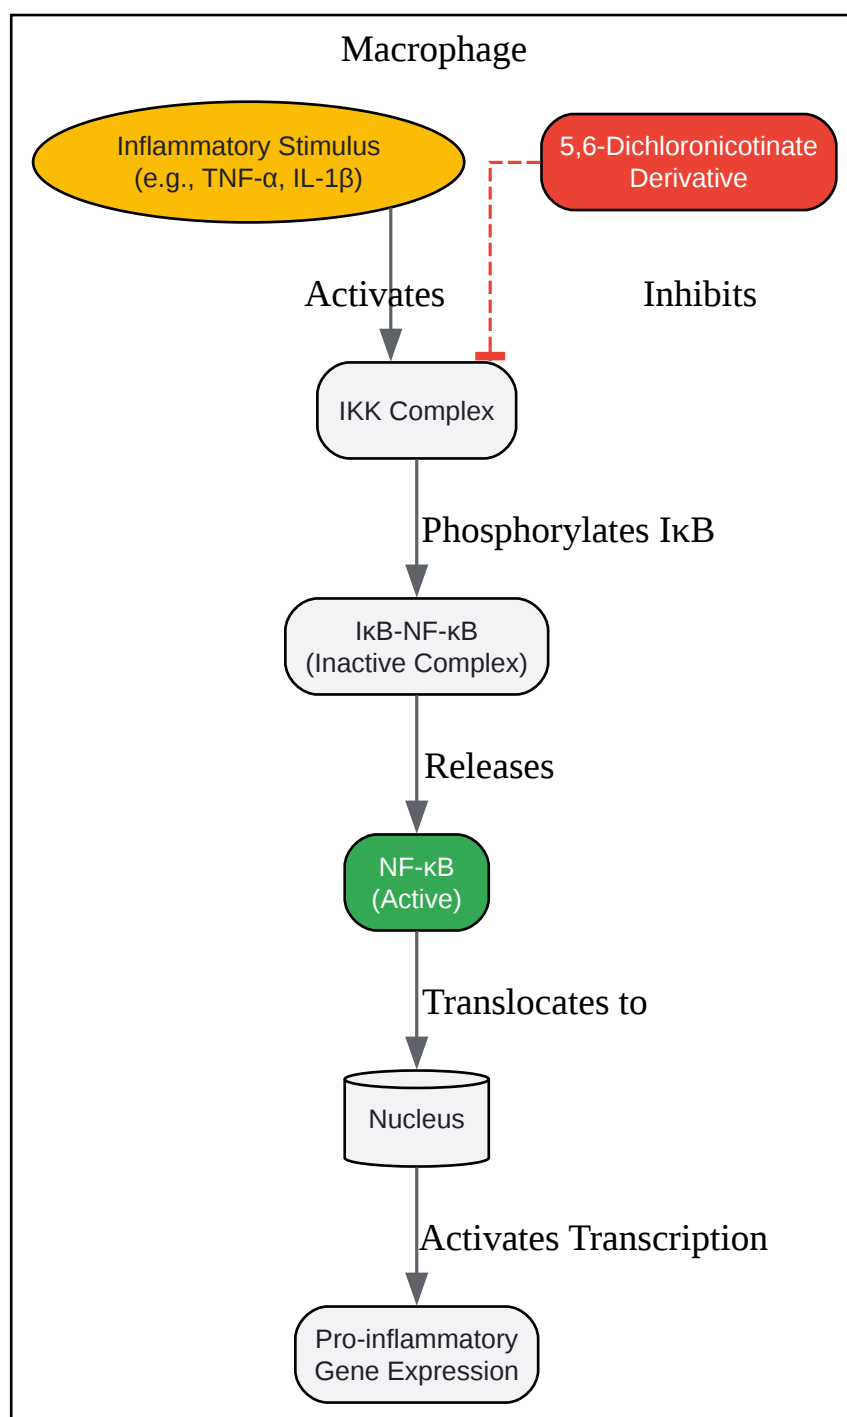 Macrophage
Inflammatory Stimulus
(e.g., TNF-α, IL-1β)
5,6-Dichloronicotinate
Derivative
Activates
Inhibits
IKK Complex
Phosphorylates IκB
IκB-NF-κB
(Inactive Complex)
Releases
NF-κB
(Active)
Translocates to
Nucleus
Activates Transcription
Pro-inflammatory
Gene Expression